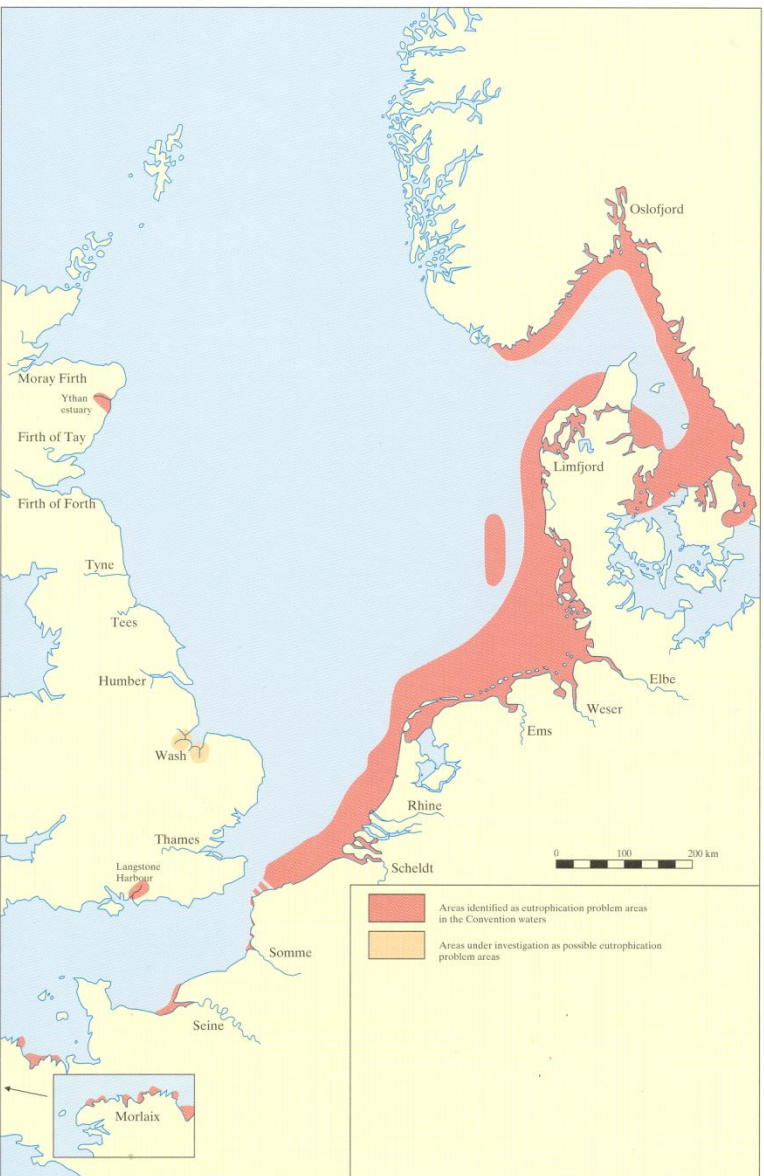 Oslofjord
Moray Firth
Ythan
estuary
Firth of Tay
Limfjord
Firth of Forth
Tyne
Tees
Humber
Elbe
Weser
Ems
Wash
Rhine
Thames
0 100 200 km
Langstone
Harbour
Scheldt
Areas identified as eutrophication problem areas
in the Convention waters
Areas under investigation as possible eutrophication
problem areas
Somme
Seine
Morlaix